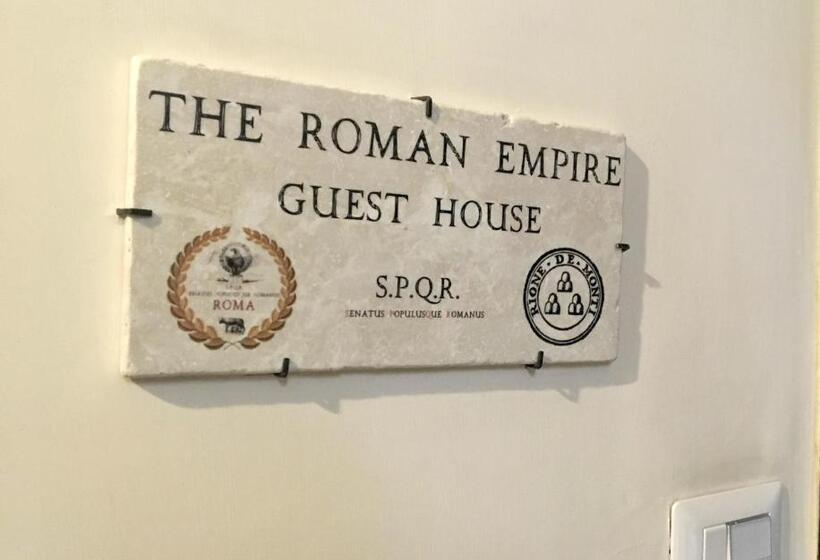 THE ROMAN EMPIRE
GUEST HOUSE
S.P.Q.R.
SENATUS POPULUSQUE ROMANUS
ROMA
RIONE·DE·MONTI